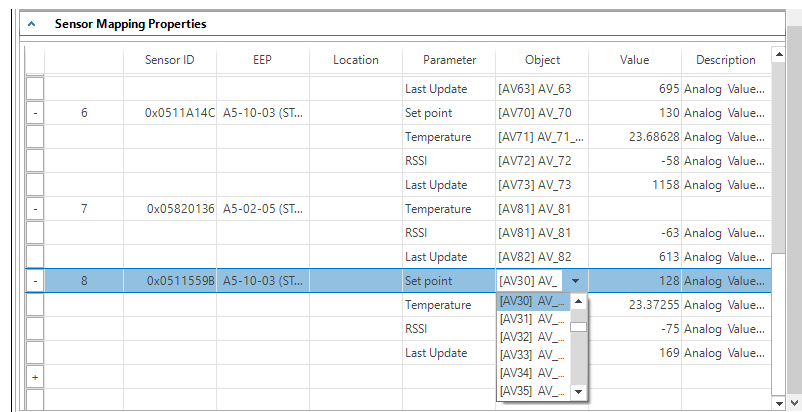 Sensor Mapping Properties
Sensor ID EEP Location Parameter Object Value Description
Last Update [AV63] AV_63 695 Analog Value...
- 6 0x0511A14C A5-10-03 (ST... Set point [AV70] AV_70 130 Analog Value...
Temperature [AV71] AV_71_... 23.68628 Analog Value...
RSSI [AV72] AV_72 -58 Analog Value...
Last Update [AV73] AV_73 1158 Analog Value...
- 7 0x05820136 A5-02-05 (ST... Temperature [AV81] AV_81
RSSI [AV81] AV_81 -63 Analog Value...
Last Update [AV82] AV_82 613 Analog Value...
- 8 0x0511559B A5-10-03 (ST... Set point [AV30] AV_ 128 Analog Value...
[AV30] AV_...
Temperature 23.37255 Analog Value...
[AV31] AV_...
RSSI [AV32] AV_... -75 Analog Value...
[AV33] AV_...
Last Update 169 Analog Value...
[AV34] AV_...
+
[AV35] AV_...